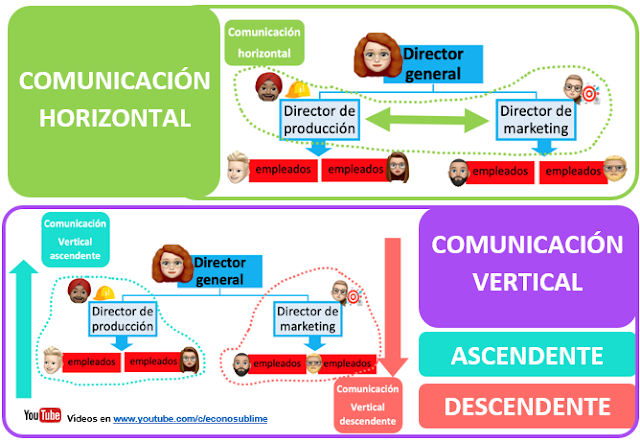 COMUNICACIÓN
HORIZONTAL
Comunicación
horizontal
Director
general
Director de
producción
Director de
marketing
empleados
empleados
empleados
empleados
Comunicación
Vertical
ascendente
Director
general
Director de
producción
Director de
marketing
empleados
empleados
empleados
empleados
Comunicación
Vertical
descendente
COMUNICACIÓN
VERTICAL
ASCENDENTE
DESCENDENTE
YouTube Videos en www.youtube.com/c/econosublime